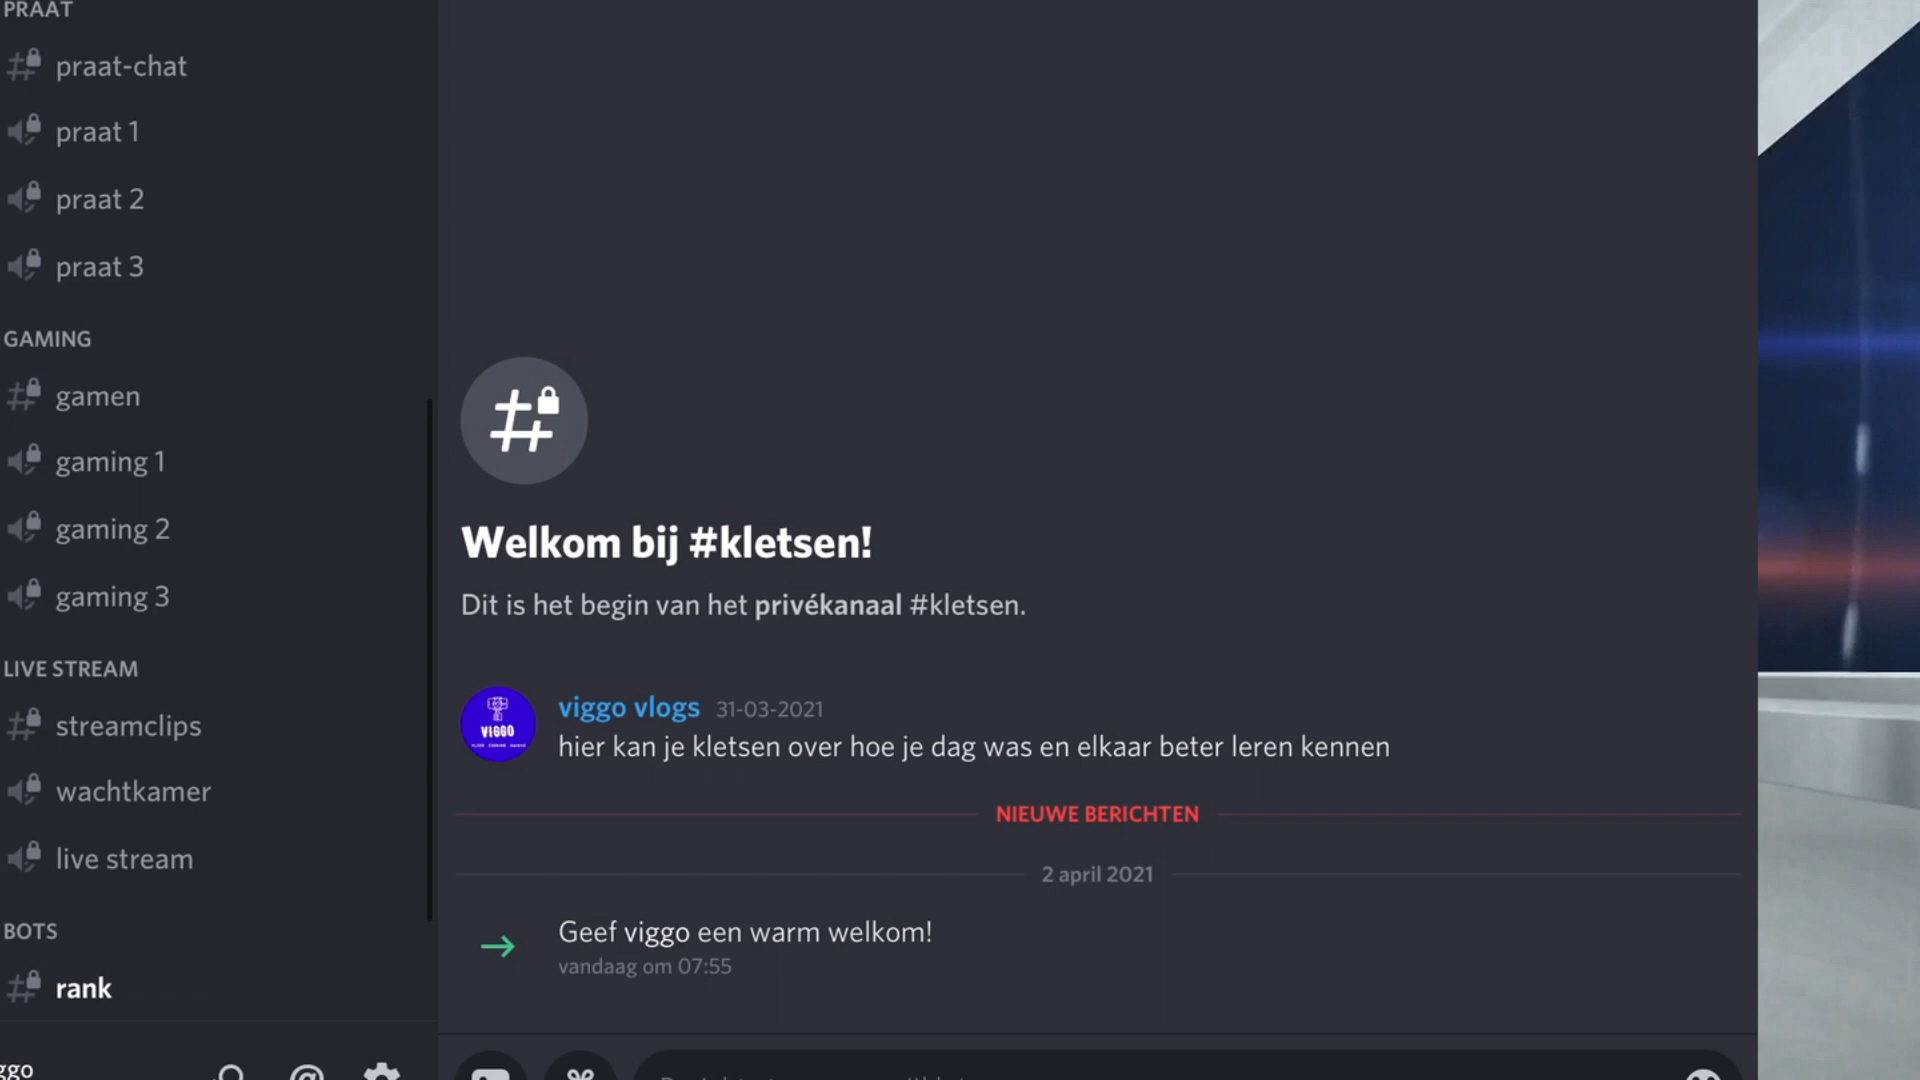 PRAAT
praat-chat
praat 1
praat 2
praat 3
GAMING
gamen
gaming 1
gaming 2
gaming 3
LIVE STREAM
streamclips
wachtkamer
live stream
BOTS
rank
ggo
Welkom bij #kletsen!
Dit is het begin van het privékanaal #kletsen.
VIGGO
viggo vlogs 31-03-2021
hier kan je kletsen over hoe je dag was en elkaar beter leren kennen
NIEUWE BERICHTEN
2 april 2021
Geef viggo een warm welkom!
vandaag om 07:55